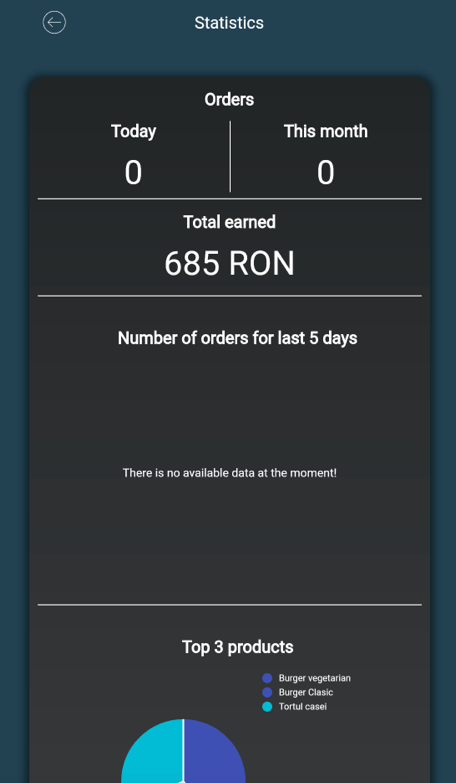 Statistics
Orders
Today
This month
0
0
Total earned
685 RON
Number of orders for last 5 days
There is no available data at the moment!
Top 3 products
Burger vegetarian
Burger Clasic
Tortul casei